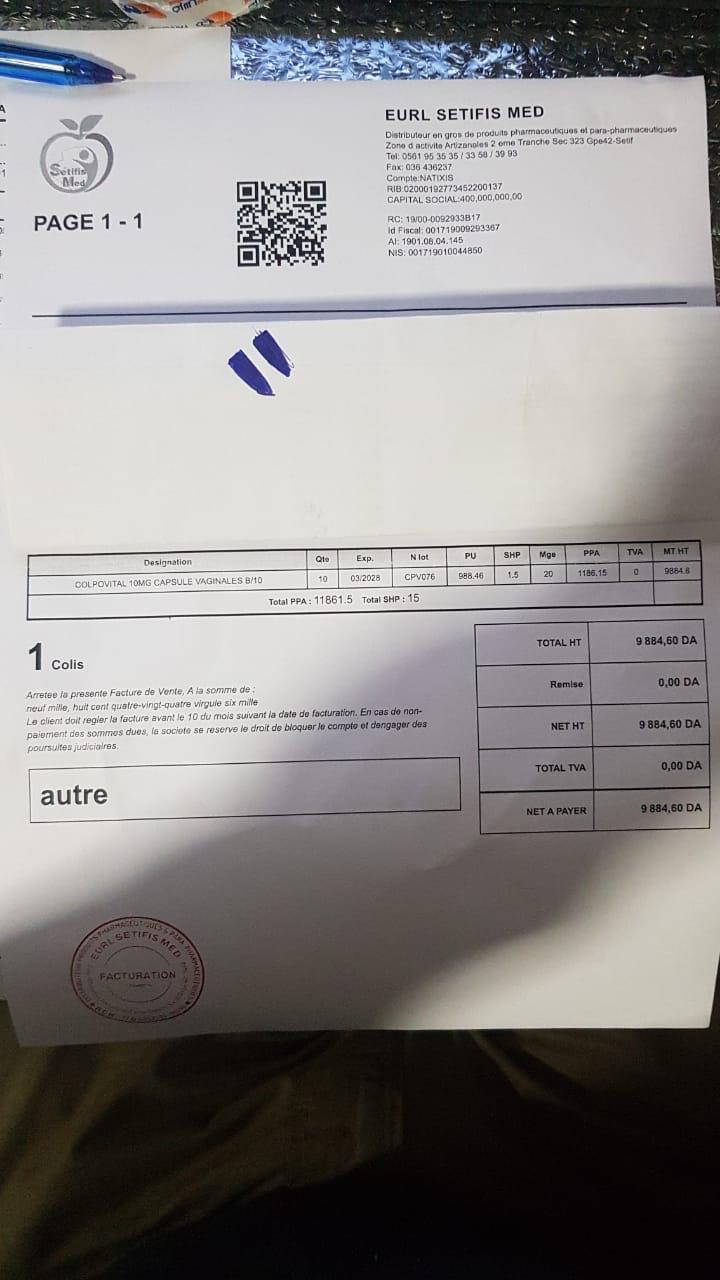 Setifis
Med
PAGE 1 - 1
EURL SETIFIS MED
Distributeur en gros de produits pharmaceutiques et para-pharmaceutiques
Zone d activite Artizanales 2 eme Tranche Sec 323 Gpe42-Setif
Tel: 0561 95 35 35 / 33 58 / 39 93
Fax: 036 436237
Compte:NATIXIS
RIB:02000192773452200137
CAPITAL SOCIAL:400,000,000,00
RC: 19/00-0092933B17
Id Fiscal: 001719009293367
AI: 1901.08.04.145
NIS: 001719010044850
Designation Qte Exp. N lot PU SHP Mge PPA TVA MT HT
COLPOVITAL 10MG CAPSULE VAGINALES B/10 10 03/2028 CPV076 988.46 1.5 20 1186.15 0 9884.6
Total PPA : 11861.5 Total SHP : 15
1 Colis
Arretee la presente Facture de Vente, A la somme de :
neuf mille, huit cent quatre-vingt-quatre virgule six mille
Le client doit regler la facture avant le 10 du mois suivant la date de facturation. En cas de non-
paiement des sommes dues, la societe se reserve le droit de bloquer le compte et dengager des
poursuites judiciaires.
autre
TOTAL HT 9 884,60 DA
Remise 0,00 DA
NET HT 9 884,60 DA
TOTAL TVA 0,00 DA
NET A PAYER 9 884,60 DA
EURL SETIFIS MED
FACTURATION